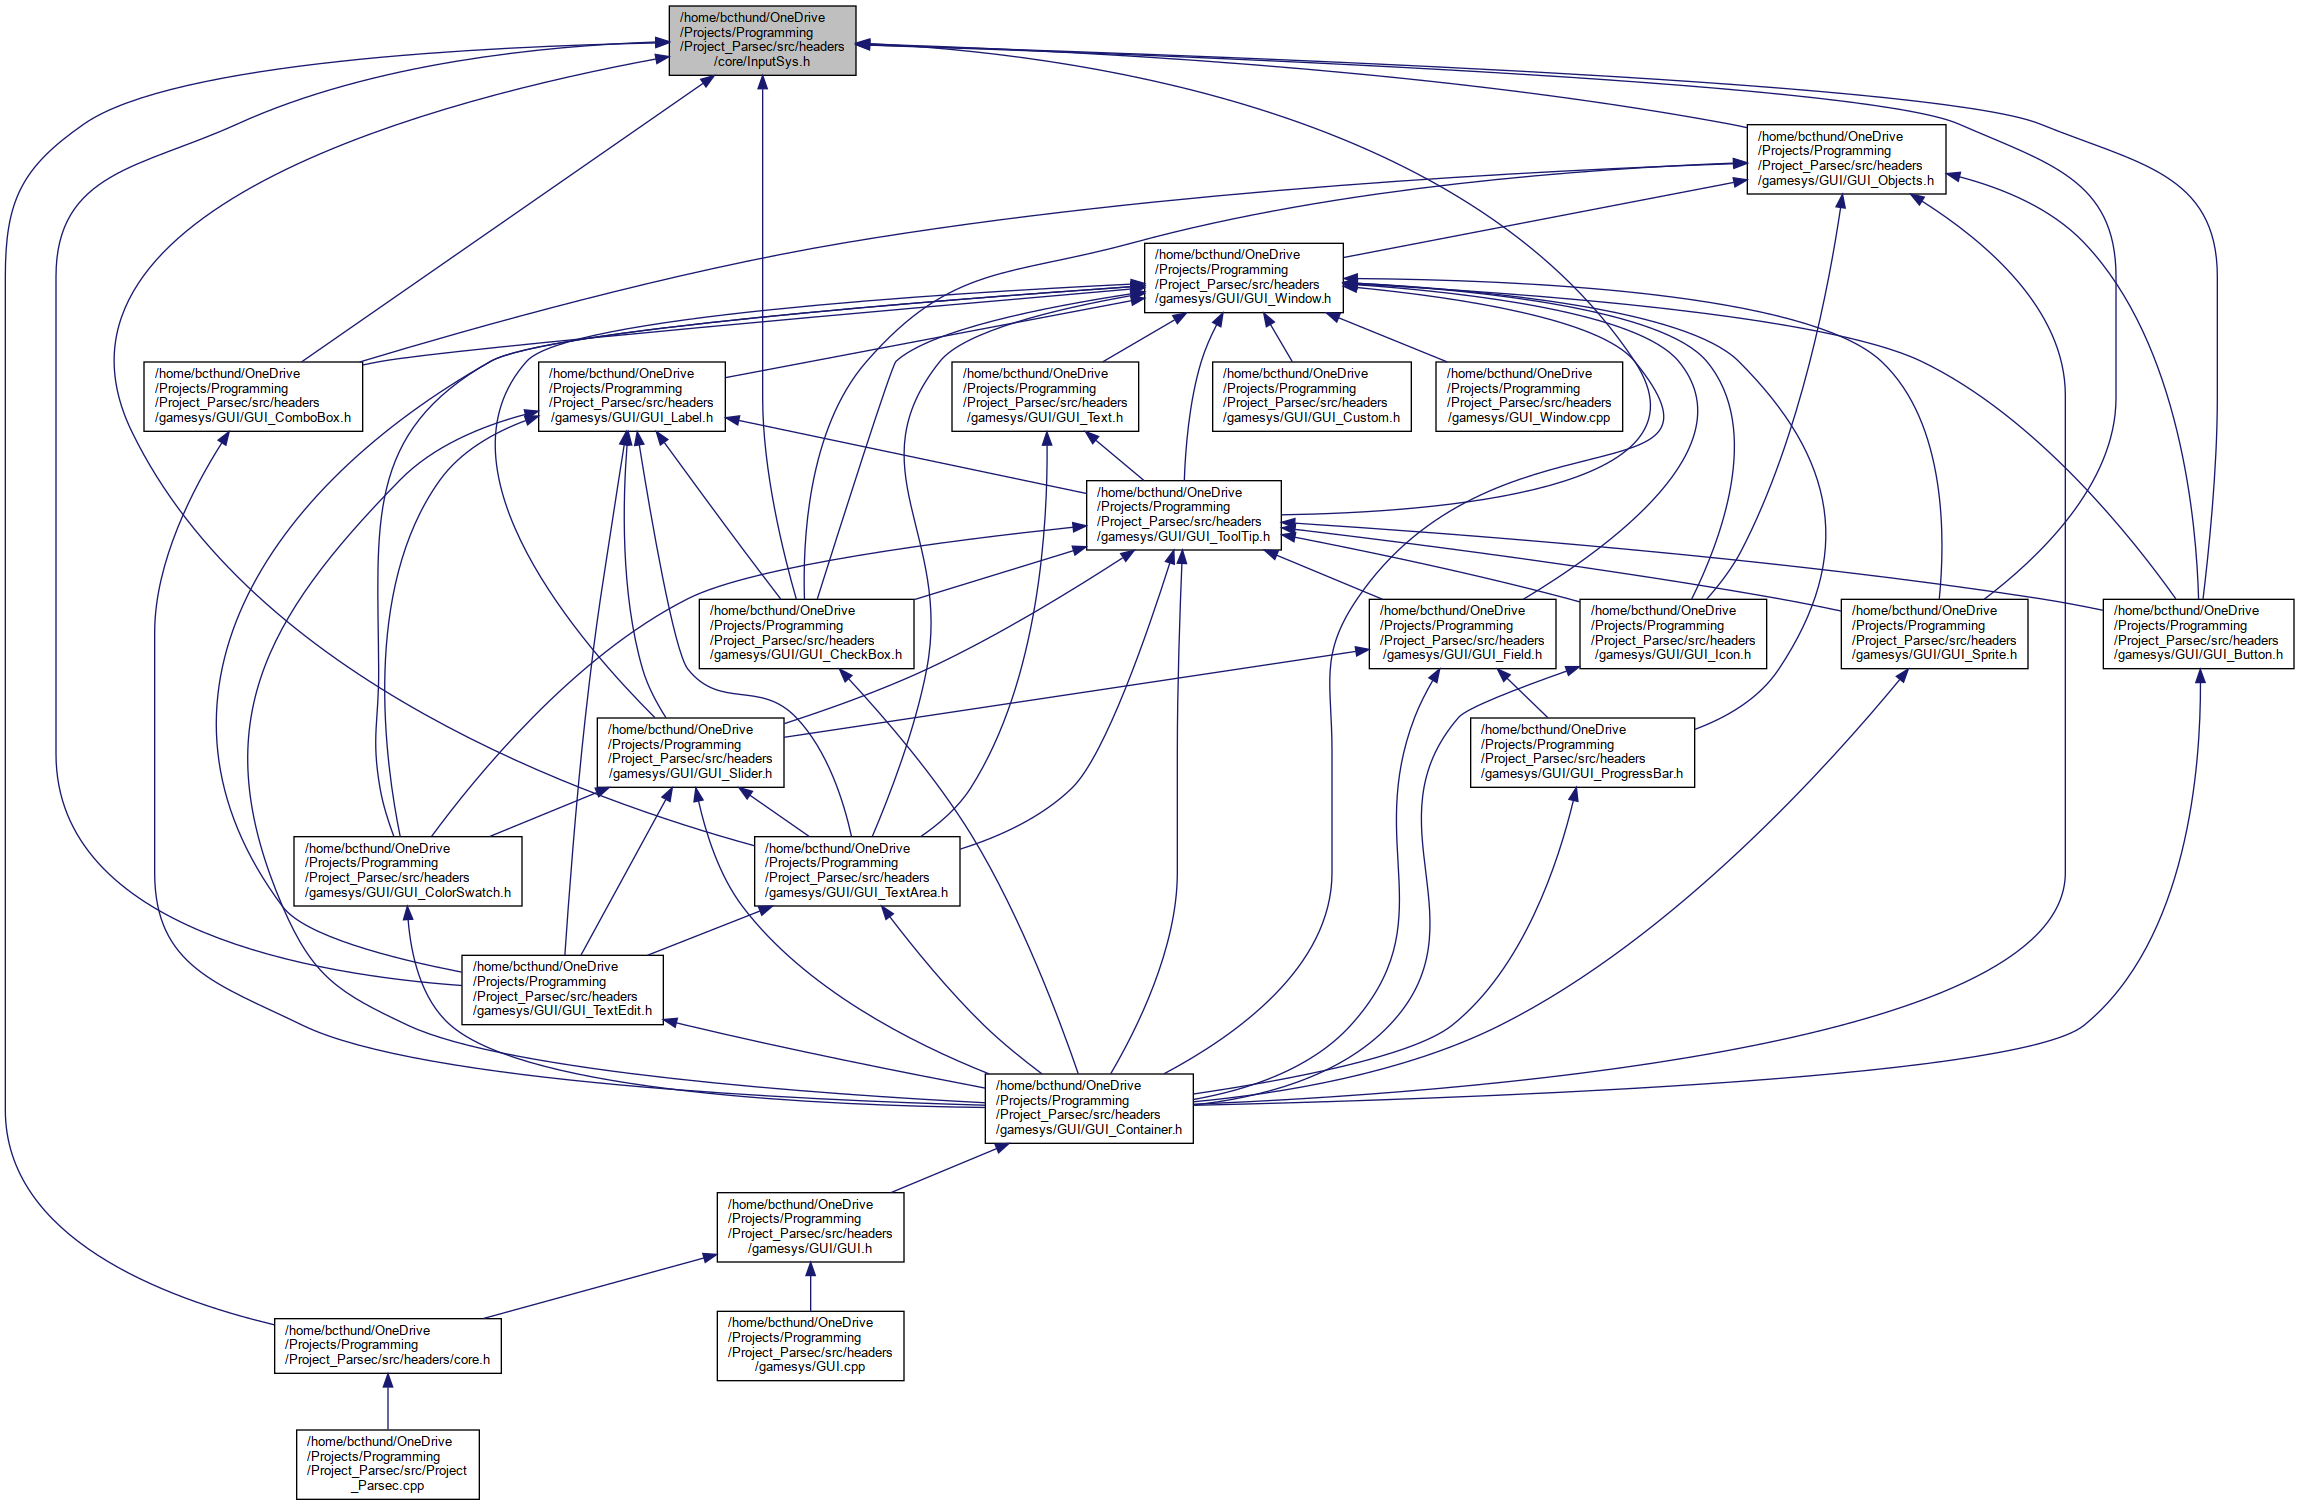 /home/bcthund/OneDrive
/Projects/Programming
/Project_Parsec/src/headers
/core/InputSys.h
/home/bcthund/OneDrive
/Projects/Programming
/Project_Parsec/src/headers
/gamesys/GUI/GUI_Objects.h
/home/bcthund/OneDrive
/Projects/Programming
/Project_Parsec/src/headers
/gamesys/GUI/GUI_Window.h
/home/bcthund/OneDrive
/Projects/Programming
/Project_Parsec/src/headers
/gamesys/GUI/GUI_ComboBox.h
/home/bcthund/OneDrive
/Projects/Programming
/Project_Parsec/src/headers
/gamesys/GUI/GUI_Label.h
/home/bcthund/OneDrive
/Projects/Programming
/Project_Parsec/src/headers
/gamesys/GUI/GUI_Text.h
/home/bcthund/OneDrive
/Projects/Programming
/Project_Parsec/src/headers
/gamesys/GUI/GUI_Custom.h
/home/bcthund/OneDrive
/Projects/Programming
/Project_Parsec/src/headers
/gamesys/GUI_Window.cpp
/home/bcthund/OneDrive
/Projects/Programming
/Project_Parsec/src/headers
/gamesys/GUI/GUI_ToolTip.h
/home/bcthund/OneDrive
/Projects/Programming
/Project_Parsec/src/headers
/gamesys/GUI/GUI_CheckBox.h
/home/bcthund/OneDrive
/Projects/Programming
/Project_Parsec/src/headers
/gamesys/GUI/GUI_Field.h
/home/bcthund/OneDrive
/Projects/Programming
/Project_Parsec/src/headers
/gamesys/GUI/GUI_Icon.h
/home/bcthund/OneDrive
/Projects/Programming
/Project_Parsec/src/headers
/gamesys/GUI/GUI_Sprite.h
/home/bcthund/OneDrive
/Projects/Programming
/Project_Parsec/src/headers
/gamesys/GUI/GUI_Button.h
/home/bcthund/OneDrive
/Projects/Programming
/Project_Parsec/src/headers
/gamesys/GUI/GUI_Slider.h
/home/bcthund/OneDrive
/Projects/Programming
/Project_Parsec/src/headers
/gamesys/GUI/GUI_ProgressBar.h
/home/bcthund/OneDrive
/Projects/Programming
/Project_Parsec/src/headers
/gamesys/GUI/GUI_ColorSwatch.h
/home/bcthund/OneDrive
/Projects/Programming
/Project_Parsec/src/headers
/gamesys/GUI/GUI_TextArea.h
/home/bcthund/OneDrive
/Projects/Programming
/Project_Parsec/src/headers
/gamesys/GUI/GUI_TextEdit.h
/home/bcthund/OneDrive
/Projects/Programming
/Project_Parsec/src/headers
/gamesys/GUI/GUI_Container.h
/home/bcthund/OneDrive
/Projects/Programming
/Project_Parsec/src/headers
/gamesys/GUI/GUI.h
/home/bcthund/OneDrive
/Projects/Programming
/Project_Parsec/src/headers/core.h
/home/bcthund/OneDrive
/Projects/Programming
/Project_Parsec/src/headers
/gamesys/GUI.cpp
/home/bcthund/OneDrive
/Projects/Programming
/Project_Parsec/src/Project
_Parsec.cpp